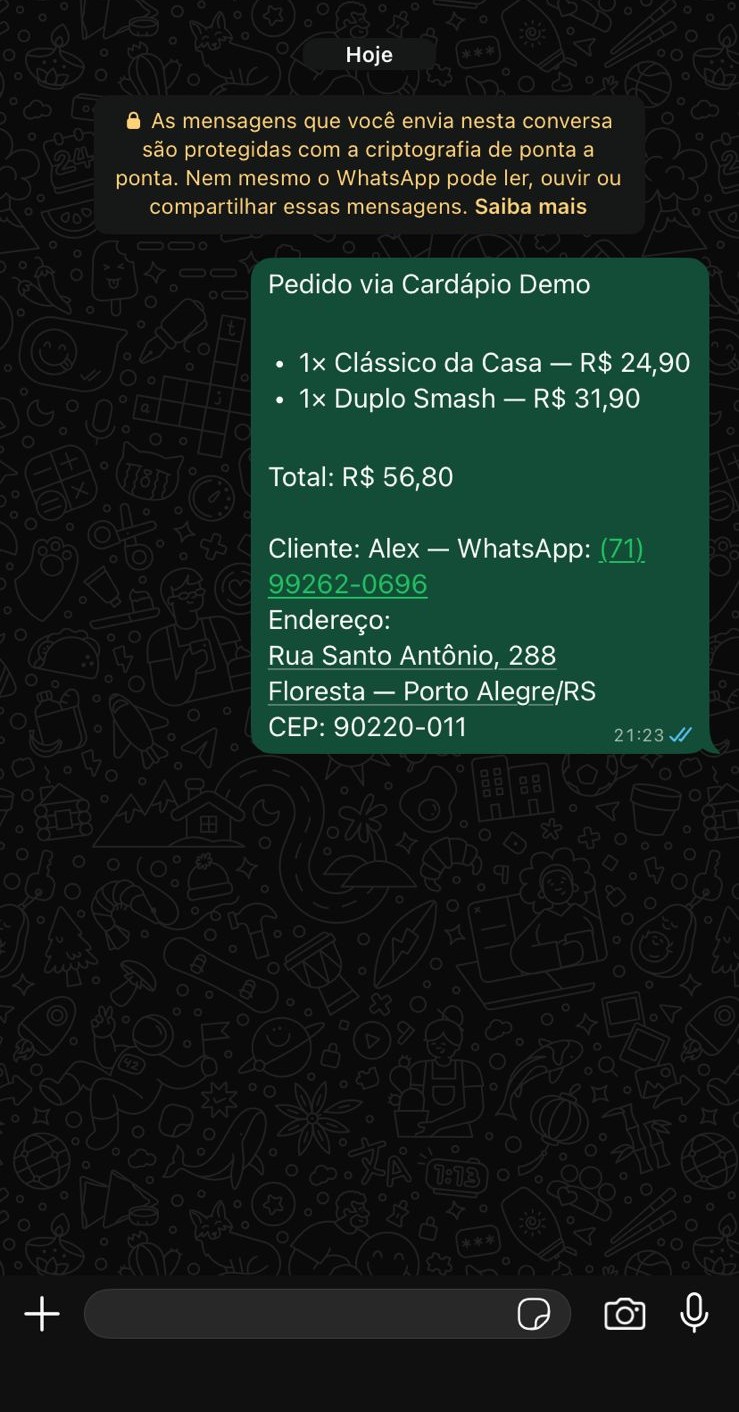 Hoje
As mensagens que você envia nesta conversa
são protegidas com a criptografia de ponta a
ponta. Nem mesmo o WhatsApp pode ler, ouvir ou
compartilhar essas mensagens. Saiba mais
Pedido via Cardápio Demo
• 1× Clássico da Casa — R$ 24,90
• 1× Duplo Smash — R$ 31,90
Total: R$ 56,80
Cliente: Alex — WhatsApp: (71)
99262-0696
Endereço:
Rua Santo Antônio, 288
Floresta — Porto Alegre/RS
CEP: 90220-011
21:23